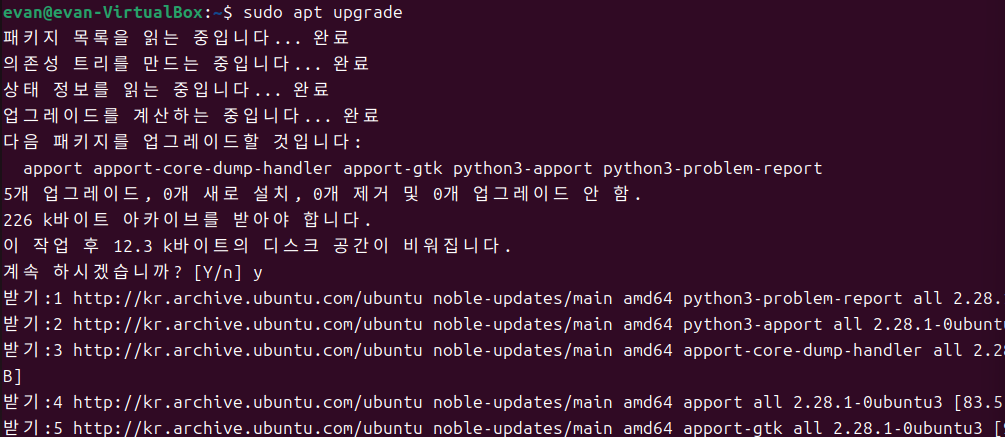 evan@evan-VirtualBox:~$ sudo apt upgrade
패키지 목록을 읽는 중입니다... 완료
의존성 트리를 만드는 중입니다... 완료
상태 정보를 읽는 중입니다... 완료
업그레이드를 계산하는 중입니다... 완료
다음 패키지를 업그레이드할 것입니다:
  apport apport-core-dump-handler apport-gtk python3-apport python3-problem-report
5개 업그레이드, 0개 새로 설치, 0개 제거 및 0개 업그레이드 안 함.
226 k바이트 아카이브를 받아야 합니다.
이 작업 후 12.3 k바이트의 디스크 공간이 비워집니다.
계속 하시겠습니까? [Y/n] y
받기:1 http://kr.archive.ubuntu.com/ubuntu noble-updates/main amd64 python3-problem-report all 2.28.
받기:2 http://kr.archive.ubuntu.com/ubuntu noble-updates/main amd64 python3-apport all 2.28.1-0ubunt
받기:3 http://kr.archive.ubuntu.com/ubuntu noble-updates/main amd64 apport-core-dump-handler all 2.2
B]
받기:4 http://kr.archive.ubuntu.com/ubuntu noble-updates/main amd64 apport all 2.28.1-0ubuntu3 [83.5
받기:5 http://kr.archive.ubuntu.com/ubuntu noble-updates/main amd64 apport-gtk all 2.28.1-0ubuntu3 [